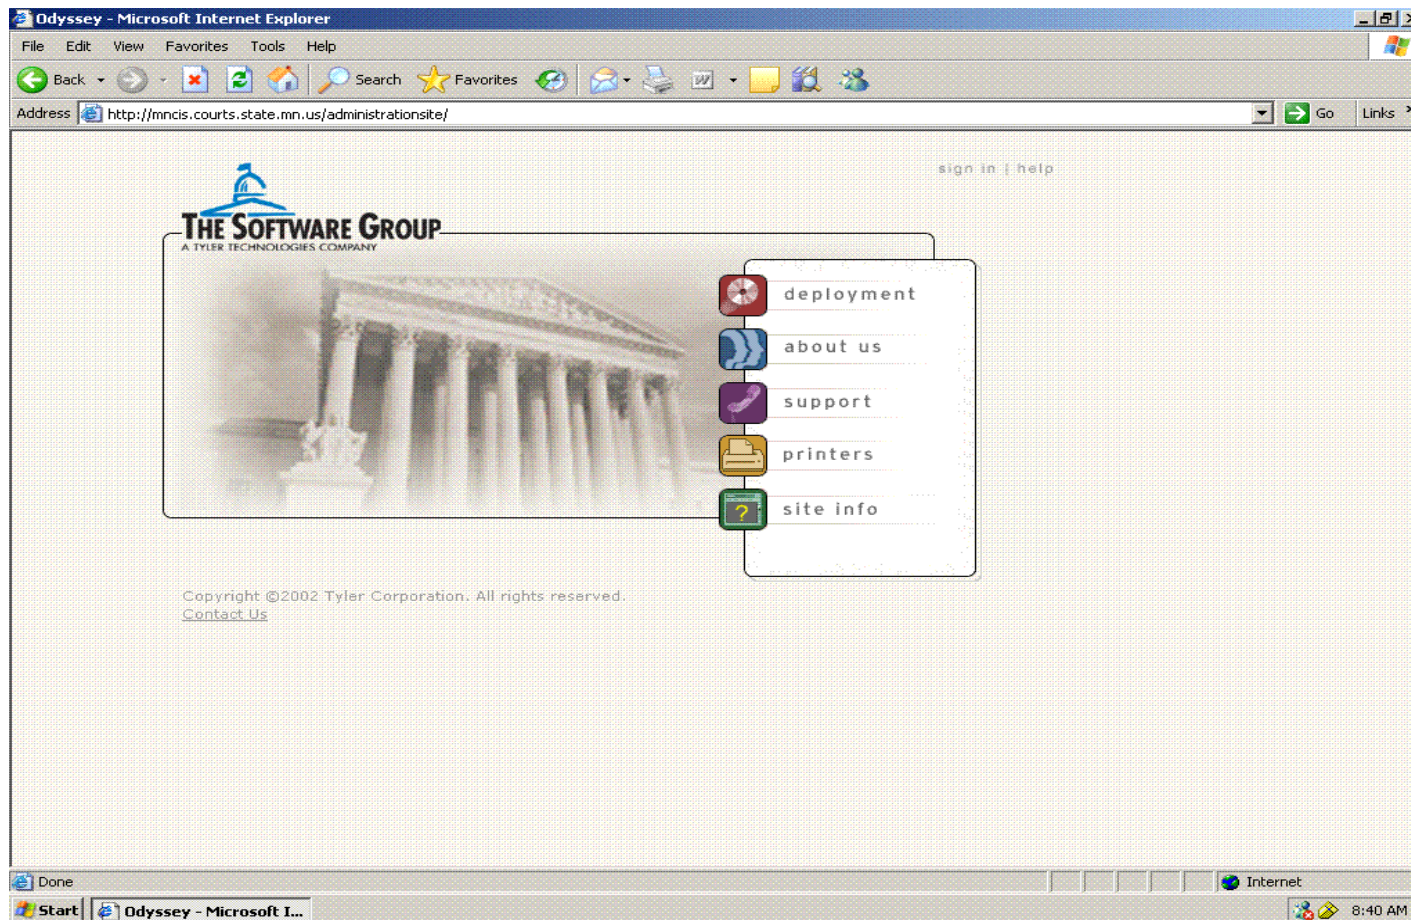 Odyssey - Microsoft Internet Explorer
File Edit View Favorites Tools Help
Back Search Favorites
Address http://mncis.courts.state.mn.us/administrationsite/ Go Links
sign in | help
THE SOFTWARE GROUP
A TYLER TECHNOLOGIES COMPANY
deployment
about us
support
printers
? site info
Copyright ©2002 Tyler Corporation. All rights reserved.
Contact Us
Done Internet
Start Odyssey - Microsoft I... 8:40 AM